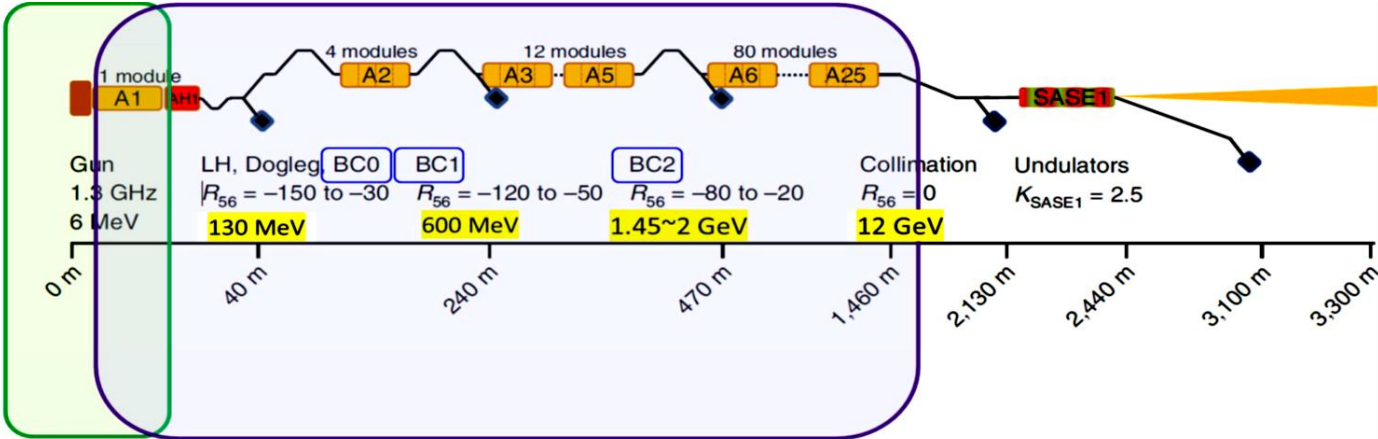 4 modules 12 modules 80 modules
1 module
A1 AH1 A2 A3 A5 A6 A25 SASE1
Gun LH, Dogleg, BC0 BC1 BC2 Collimation Undulators
1.3 GHz R56 = –150 to –30 R56 = –120 to –50 R56 = –80 to –20 R56 = 0 KSASE1 = 2.5
6 MeV 130 MeV 600 MeV 1.45~2 GeV 12 GeV
0 m 40 m 240 m 470 m 1,460 m 2,130 m 2,440 m 3,100 m 3,300 m